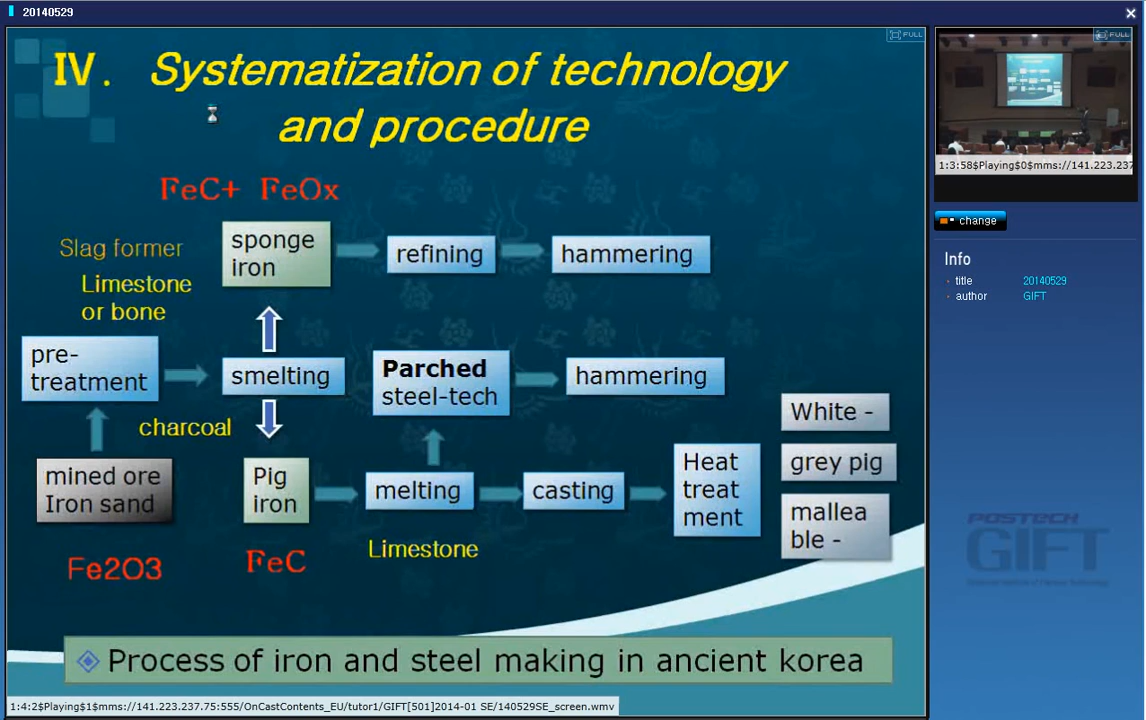 20140529
FULL
FULL
IV. Systematization of technology
and procedure
FeC+ FeOx
Slag former
Limestone
or bone
sponge
iron
refining
hammering
pre-
treatment
smelting
Parched
steel-tech
hammering
charcoal
mined ore
Iron sand
Pig
iron
melting
casting
Heat
treat
ment
White -
grey pig
mallea
ble -
Fe2O3
FeC
Limestone
Process of iron and steel making in ancient korea
1:4:2$Playing$1$mms://141.223.237.75:555/OnCastContents_EU/tutor1/GIFT[501]2014-01 SE/140529SE_screen.wmv
1:3:58$Playing$0$mms://141.223.237
change
Info
title 20140529
author GIFT
POSTECH
GIFT